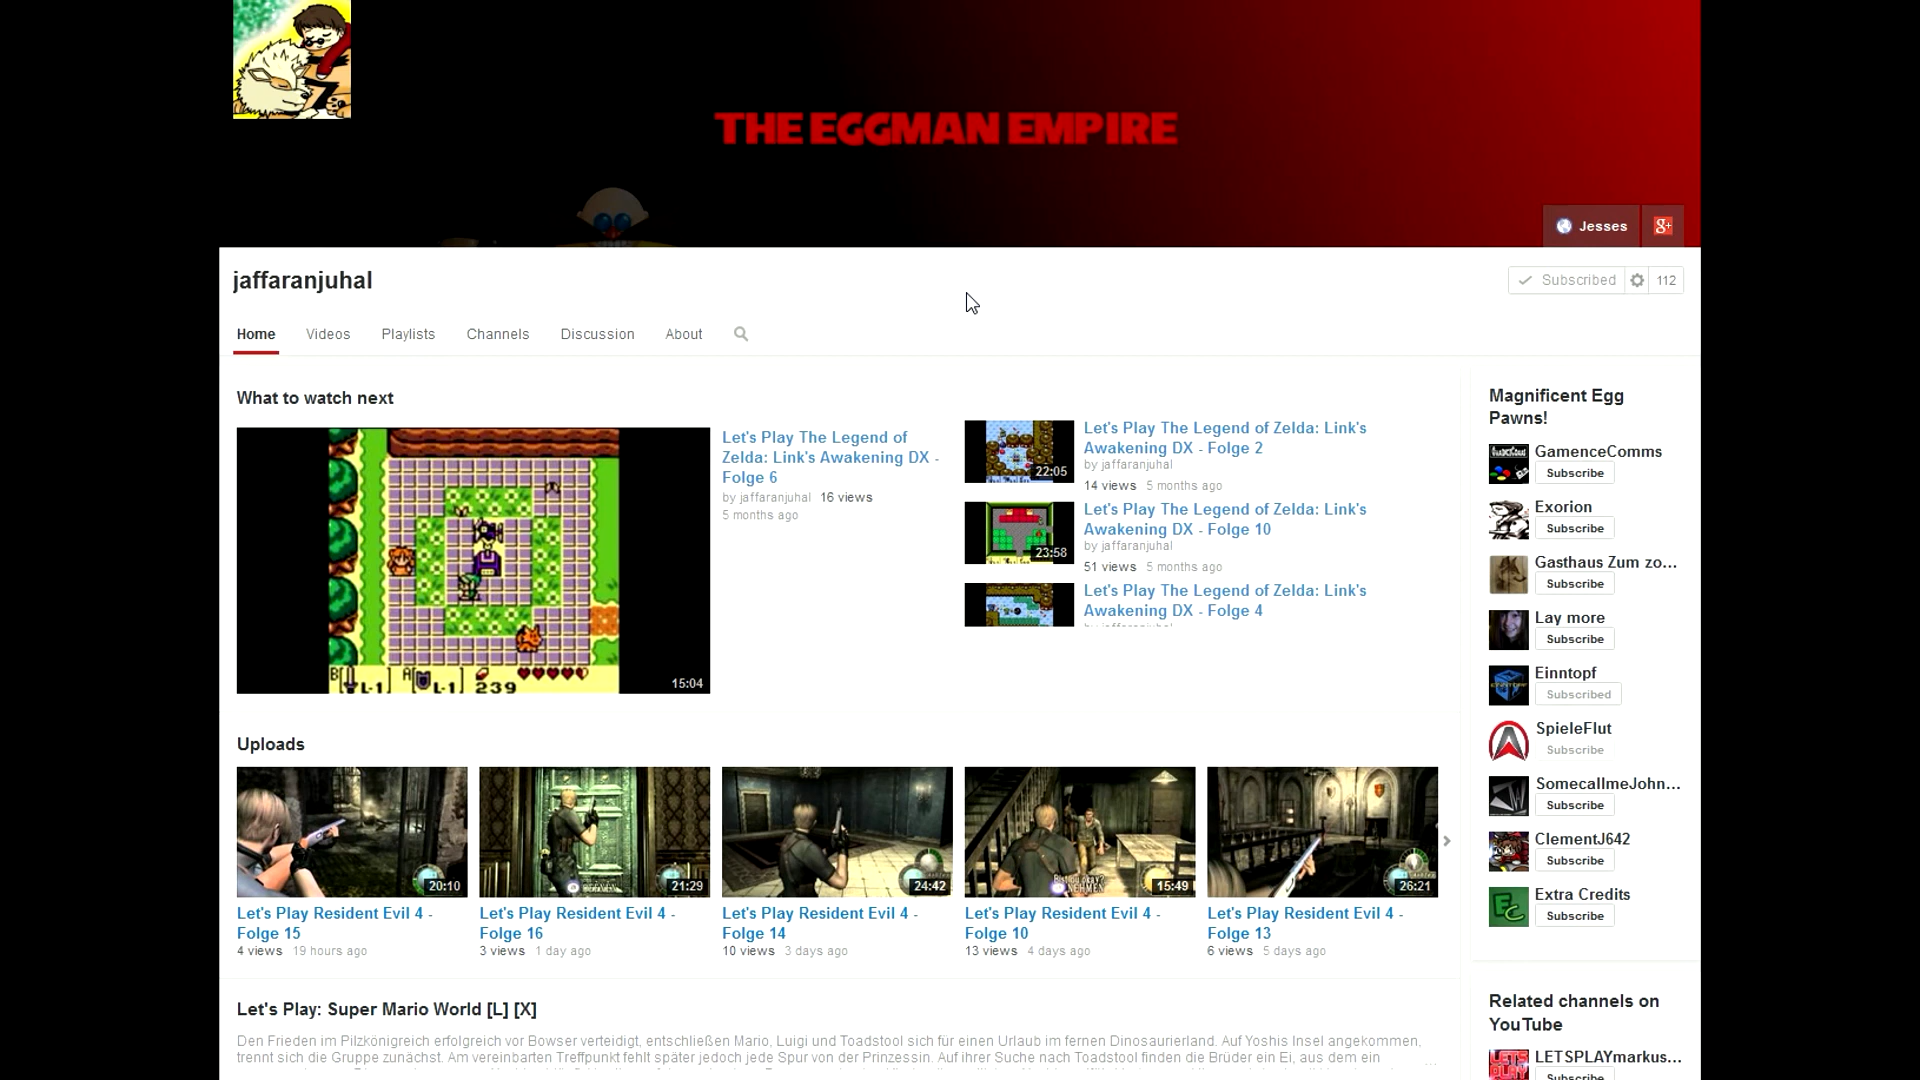 THE EGGMAN EMPIRE
Jesses
g+
jaffaranjuhal
Subscribed 112
Home Videos Playlists Channels Discussion About
What to watch next
B L-1 A L-1 239
15:04
Let's Play The Legend of
Zelda: Link's Awakening DX -
Folge 6
by jaffaranjuhal 16 views
5 months ago
22:05
Let's Play The Legend of Zelda: Link's
Awakening DX - Folge 2
by jaffaranjuhal
14 views 5 months ago
23:58
Let's Play The Legend of Zelda: Link's
Awakening DX - Folge 10
by jaffaranjuhal
51 views 5 months ago
Let's Play The Legend of Zelda: Link's
Awakening DX - Folge 4
by jaffaranjuhal
Uploads
20:10
Let's Play Resident Evil 4 -
Folge 15
4 views 19 hours ago
21:29
Let's Play Resident Evil 4 -
Folge 16
3 views 1 day ago
24:42
Let's Play Resident Evil 4 -
Folge 14
10 views 3 days ago
NEHMEN
15:49
Let's Play Resident Evil 4 -
Folge 10
13 views 4 days ago
26:21
Let's Play Resident Evil 4 -
Folge 13
6 views 5 days ago
Let's Play: Super Mario World [L] [X]
Den Frieden im Pilzkönigreich erfolgreich vor Bowser verteidigt, entschließen Mario, Luigi und Toadstool sich für einen Urlaub im fernen Dinosaurierland. Auf Yoshis Insel angekommen,
trennt sich die Gruppe zunächst. Am vereinbarten Treffpunkt fehlt später jedoch jede Spur von der Prinzessin. Auf ihrer Suche nach Toadstool finden die Brüder ein Ei, aus dem ein
...
Magnificent Egg
Pawns!
GamenceComms
Subscribe
Exorion
Subscribe
Gasthaus Zum zo...
Subscribe
Lay more
Subscribe
Einntopf
Subscribed
SpieleFlut
Subscribe
SomecallmeJohn...
Subscribe
ClementJ642
Subscribe
EC
Extra Credits
Subscribe
Related channels on
YouTube
LETS
PLAY
LETSPLAYmarkus...
Subscribe